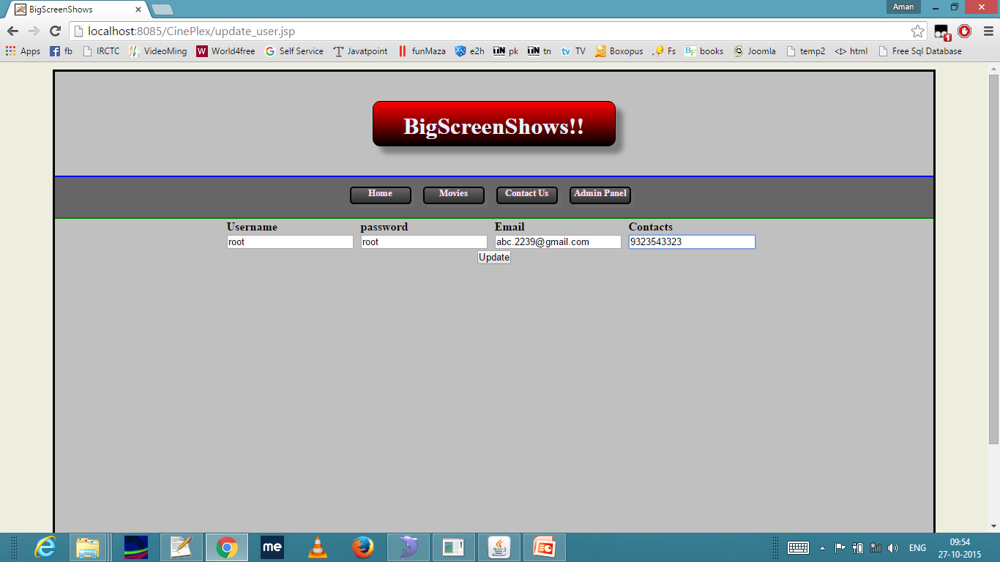 BigScreenShows
Aman
localhost:8085/CinePlex/update_user.jsp
1
Apps fb IRCTC VideoMing World4free Self Service Javatpoint funMaza e2h pk tn TV Boxopus Fs books Joomla temp2 html Free Sql Database
BigScreenShows!!
Home Movies Contact Us Admin Panel
Username password Email Contacts
root root abc.2239@gmail.com 9323543323
Update
me
ENG
09:54
27-10-2015